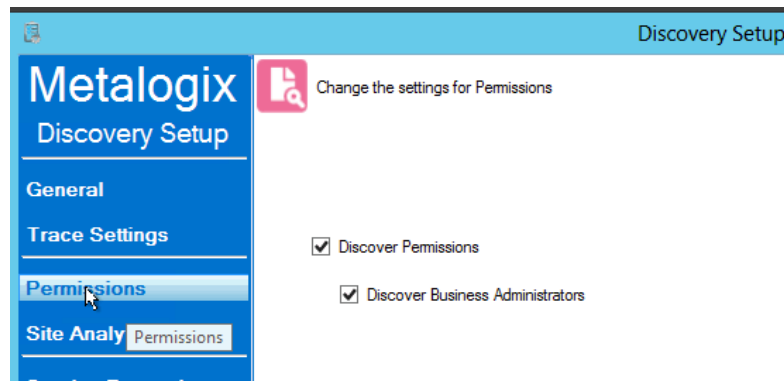 Discovery Setup
Metalogix
Discovery Setup
Change the settings for Permissions
General
Trace Settings
Discover Permissions
Permissions
Discover Business Administrators
Site Analy
Permissions